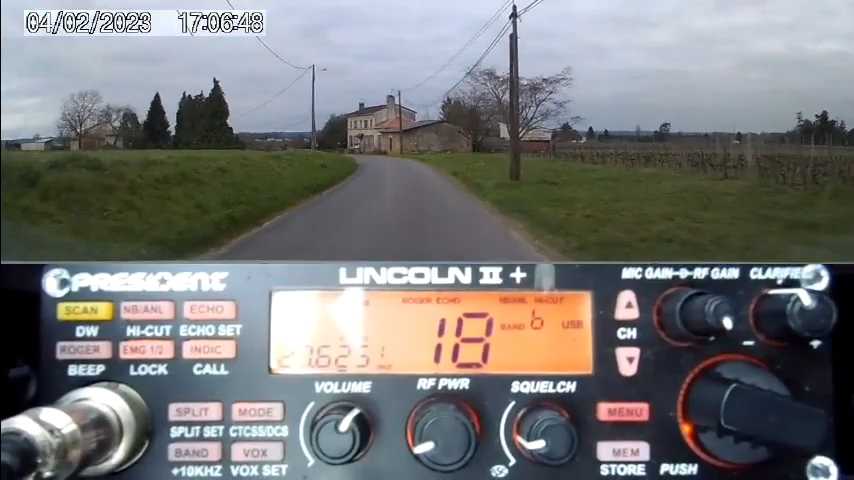 04/02/2023 17:06:48
PRESIDENT LINCOLN II + MIC GAIN RF GAIN CLARIFIER
SCAN NB/ANL ECHO
DW HI-CUT ECHO SET
ROGER EMG 1/2 INDIC
BEEP LOCK CALL
ROGER ECHO NB/ANL HI-CUT
18 BAND b USB
27.6251
CH
VOLUME RF PWR SQUELCH
SPLIT MODE MENU
SPLIT SET CTCSS/DCS
BAND VOX MEM
+10KHZ VOX SET STORE PUSH